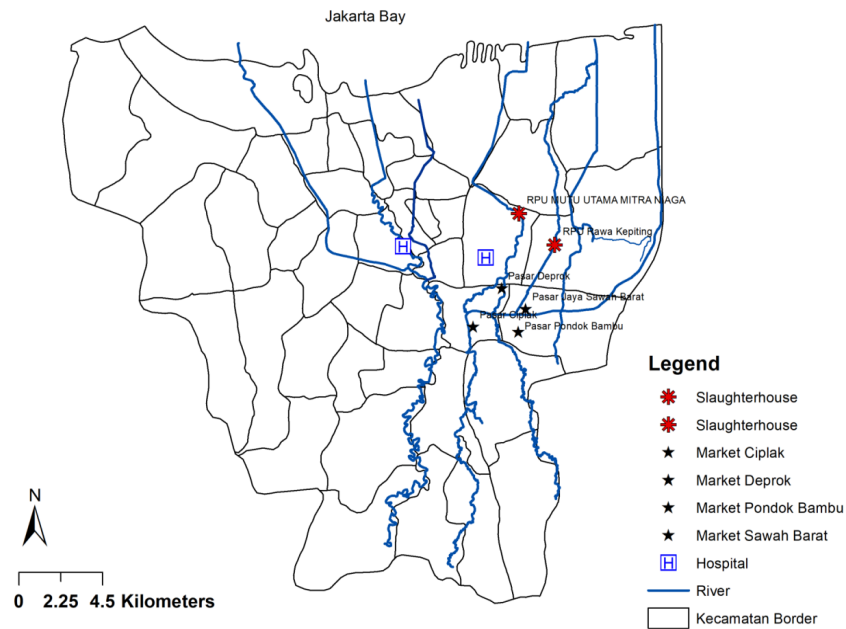 Jakarta Bay
RPU MUTU UTAMA MITRA NIAGA
RPU Rawa Kepiting
H
H
Pasar Deprok
Pasar Jaya Sawah Barat
Pasar Ciplak
Pasar Pondok Bambu
Legend
Slaughterhouse
Slaughterhouse
Market Ciplak
Market Deprok
Market Pondok Bambu
Market Sawah Barat
H Hospital
River
Kecamatan Border
N
0 2.25 4.5 Kilometers